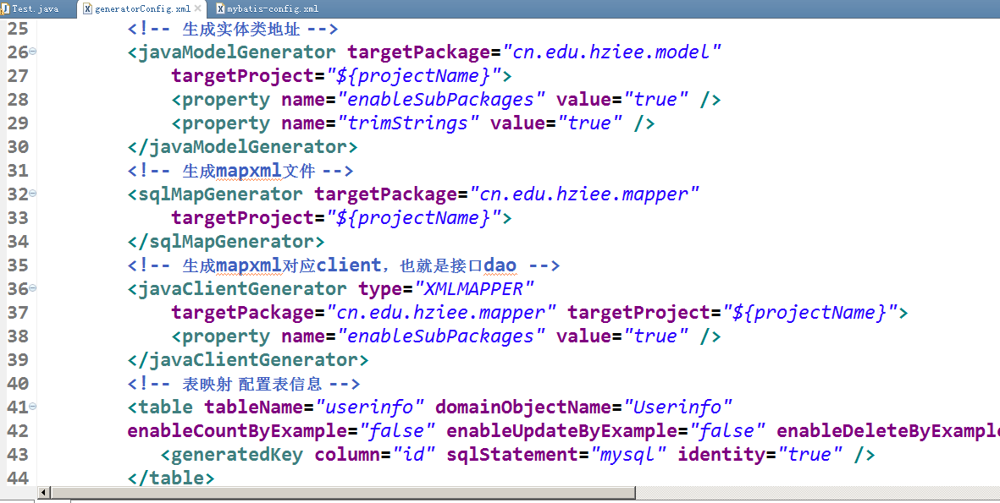 Test.java generatorConfig.xml mybatis-config.xml
25 <!-- 生成实体类地址 -->
26 <javaModelGenerator targetPackage="cn.edu.hziee.model"
27 targetProject="${projectName}">
28 <property name="enableSubPackages" value="true" />
29 <property name="trimStrings" value="true" />
30 </javaModelGenerator>
31 <!-- 生成mapxml文件 -->
32 <sqlMapGenerator targetPackage="cn.edu.hziee.mapper"
33 targetProject="${projectName}">
34 </sqlMapGenerator>
35 <!-- 生成mapxml对应client，也就是接口dao -->
36 <javaClientGenerator type="XMLMAPPER"
37 targetPackage="cn.edu.hziee.mapper" targetProject="${projectName}">
38 <property name="enableSubPackages" value="true" />
39 </javaClientGenerator>
40 <!-- 表映射 配置表信息 -->
41 <table tableName="userinfo" domainObjectName="Userinfo"
42 enableCountByExample="false" enableUpdateByExample="false" enableDeleteByExample
43 <generatedKey column="id" sqlStatement="mysql" identity="true" />
44 </table>